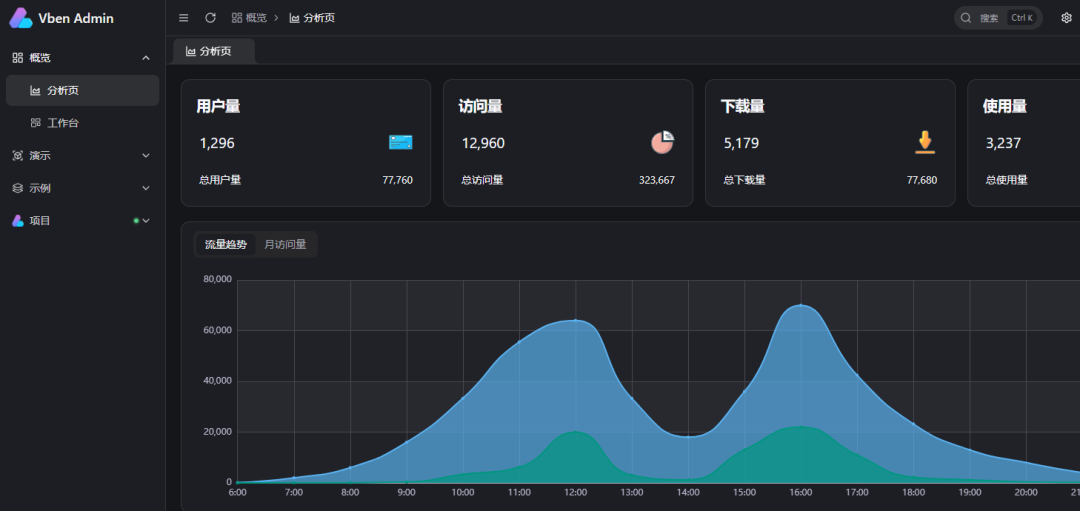 Vben Admin
概览
分析页
工作台
演示
示例
项目
概览 > 分析页
搜索 Ctrl K
分析页
用户量
1,296
总用户量 77,760
访问量
12,960
总访问量 323,667
下载量
5,179
总下载量 77,680
使用量
3,237
总使用量
流量趋势 月访问量
80,000
60,000
40,000
20,000
0
6:00 7:00 8:00 9:00 10:00 11:00 12:00 13:00 14:00 15:00 16:00 17:00 18:00 19:00 20:00